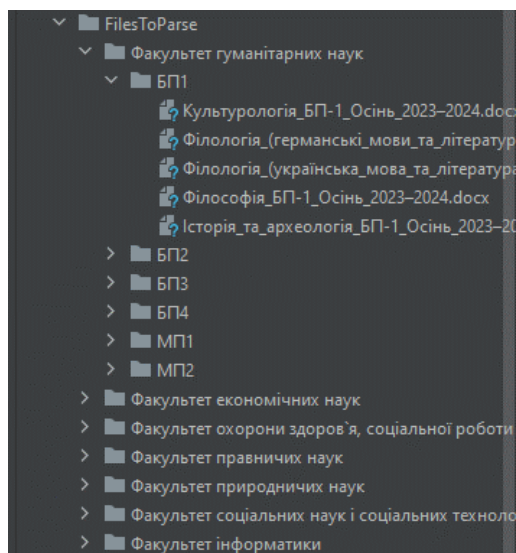 FilesToParse
Факультет гуманітарних наук
БП1
Культурологія_БП-1_Осінь_2023–2024.docx
Філологія_(германські_мови_та_літератур
Філологія_(українська_мова_та_література
Філософія_БП-1_Осінь_2023–2024.docx
Історія_та_археологія_БП-1_Осінь_2023–20
БП2
БП3
БП4
МП1
МП2
Факультет економічних наук
Факультет охорони здоров`я, соціальної роботи
Факультет правничих наук
Факультет природничих наук
Факультет соціальних наук і соціальних техноло
Факультет інформатики